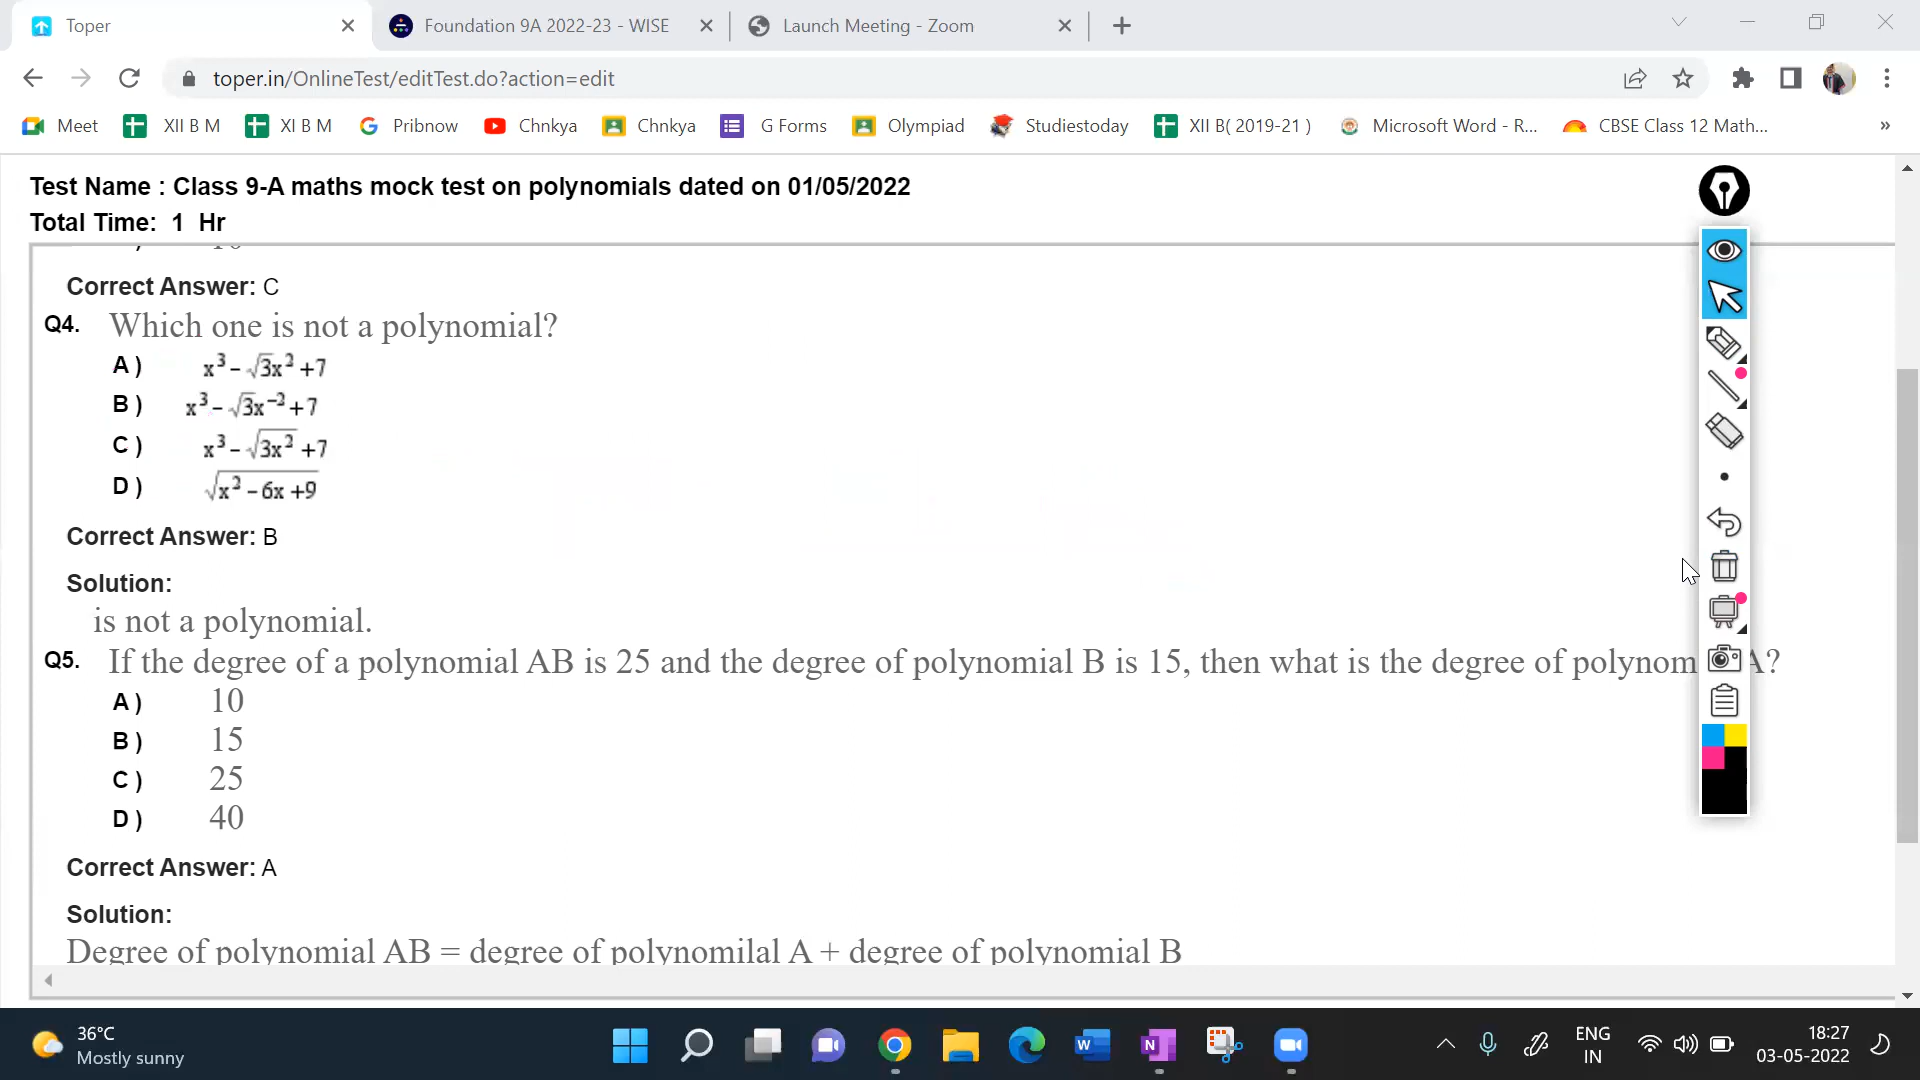 Toper
Foundation 9A 2022-23 - WISE
Launch Meeting - Zoom
toper.in/OnlineTest/editTest.do?action=edit
Meet XII B M XI B M Pribnow Chnkya Chnkya G Forms Olympiad Studiestoday XII B( 2019-21 ) Microsoft Word - R... CBSE Class 12 Math... »
Test Name : Class 9-A maths mock test on polynomials dated on 01/05/2022
Total Time: 1 Hr
Correct Answer: C
Q4. Which one is not a polynomial?
A ) x³ - √3x² +7
B ) x³ - √3x⁻² +7
C ) x³ - √(3x²) +7
D ) √(x² - 6x +9)
Correct Answer: B
Solution:
is not a polynomial.
Q5. If the degree of a polynomial AB is 25 and the degree of polynomial B is 15, then what is the degree of polynom A?
A ) 10
B ) 15
C ) 25
D ) 40
Correct Answer: A
Solution:
Degree of polynomial AB = degree of polynomilal A + degree of polynomial B
36°C
Mostly sunny
ENG
IN
18:27
03-05-2022